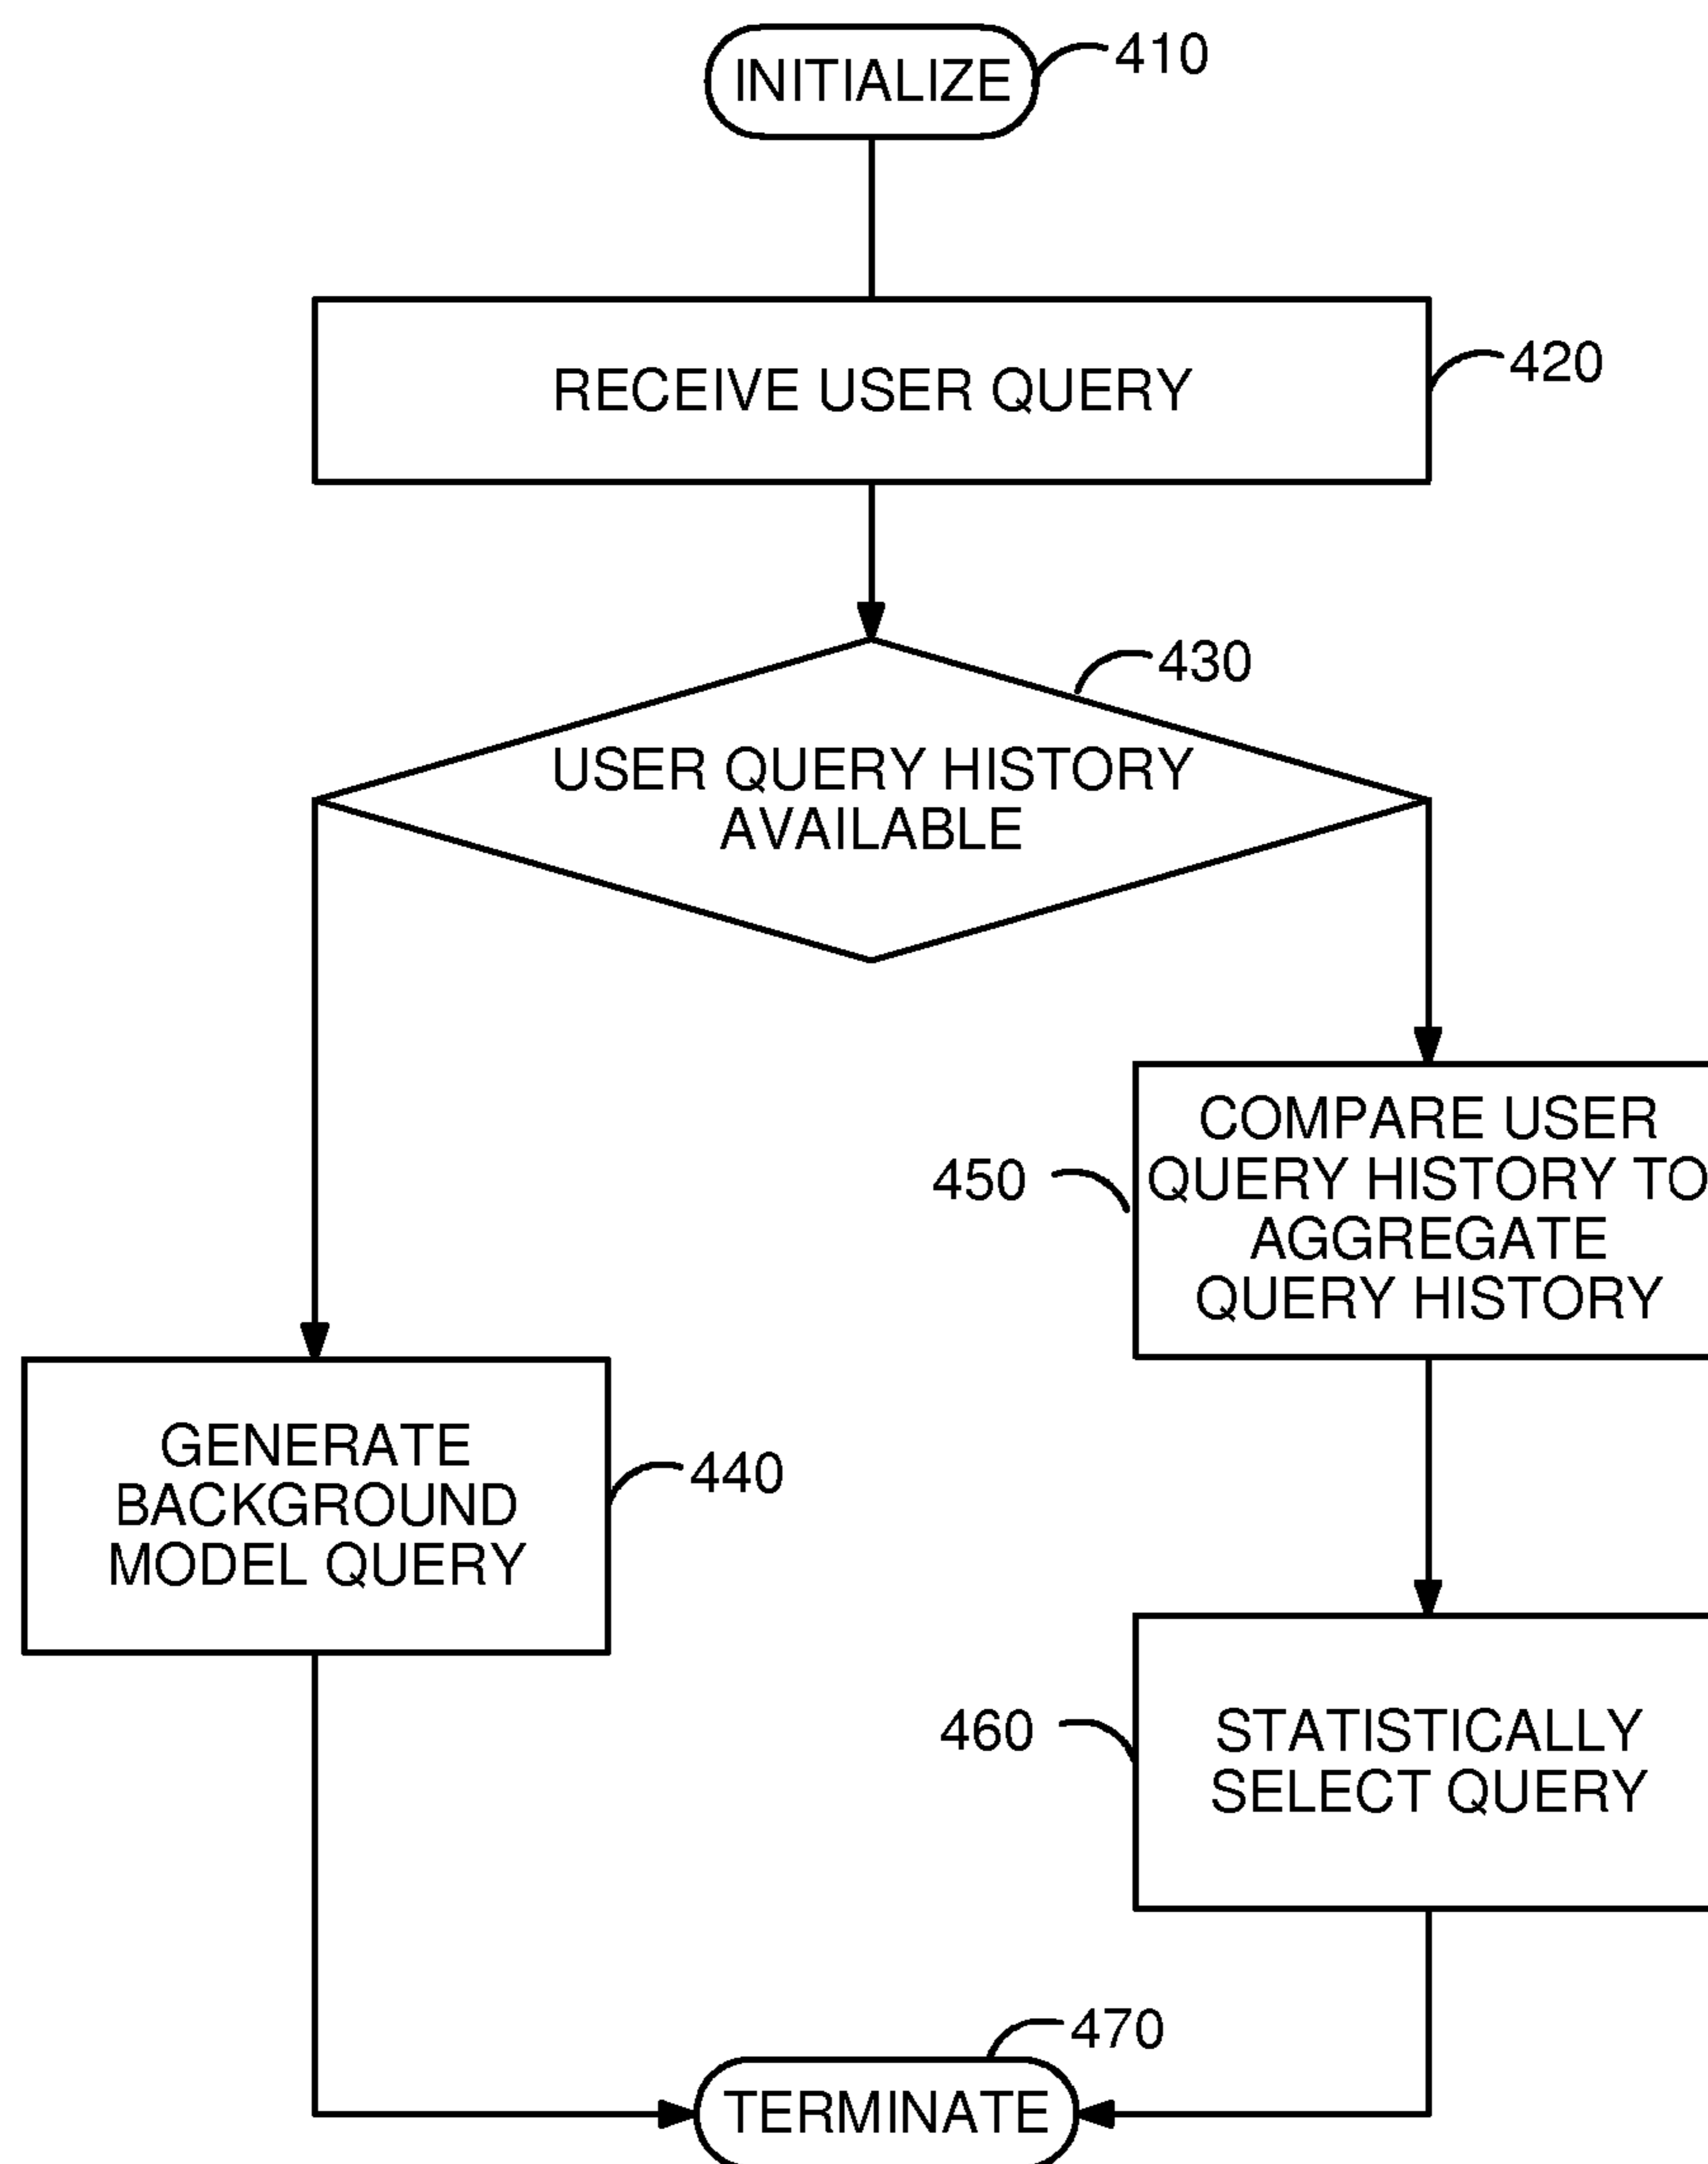 INITIALIZE
410
RECEIVE USER QUERY
420
430
USER QUERY HISTORY
AVAILABLE
COMPARE USER
QUERY HISTORY TO
AGGREGATE
QUERY HISTORY
450
GENERATE
BACKGROUND
MODEL QUERY
440
STATISTICALLY
SELECT QUERY
460
470
TERMINATE